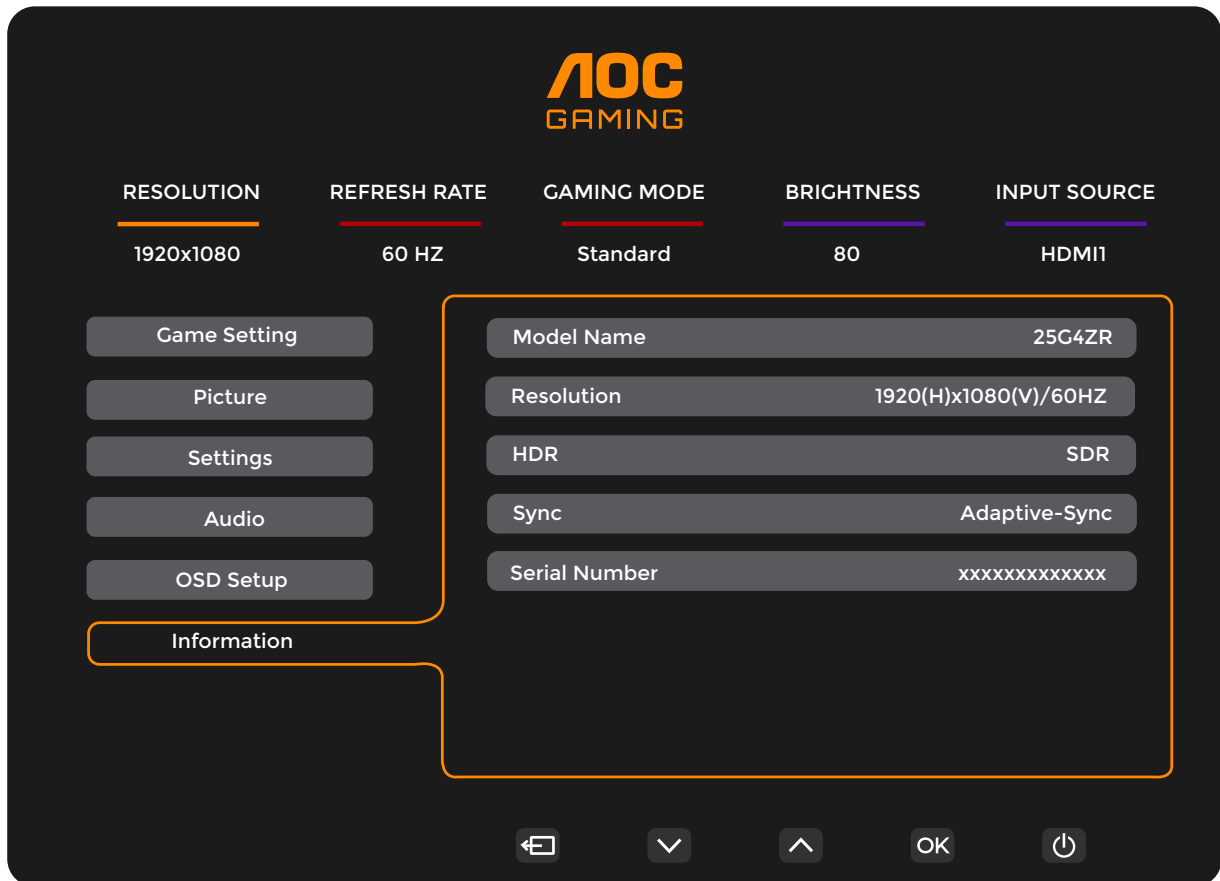 AOC
GAMING
RESOLUTION REFRESH RATE GAMING MODE BRIGHTNESS INPUT SOURCE
1920x1080 60 HZ Standard 80 HDMI1
Game Setting
Picture
Settings
Audio
OSD Setup
Information
Model Name 25G4ZR
Resolution 1920(H)x1080(V)/60HZ
HDR SDR
Sync Adaptive-Sync
Serial Number xxxxxxxxxxxxx
OK